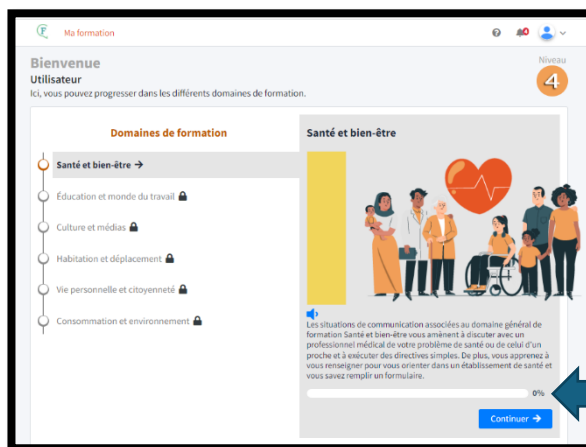 F
Ma formation
0
Bienvenue
Niveau
Utilisateur
4
Ici, vous pouvez progresser dans les différents domaines de formation.
Domaines de formation
Santé et bien-être →
Éducation et monde du travail
Culture et médias
Habitation et déplacement
Vie personnelle et citoyenneté
Consommation et environnement
Santé et bien-être
Les situations de communication associées au domaine général de
formation Santé et bien-être vous amènent à discuter avec un
professionnel médical de votre problème de santé ou de celui d'un
proche et à exécuter des directives simples. De plus, vous apprenez à
vous renseigner pour vous orienter dans un établissement de santé et
vous savez remplir un formulaire.
0%
Continuer →